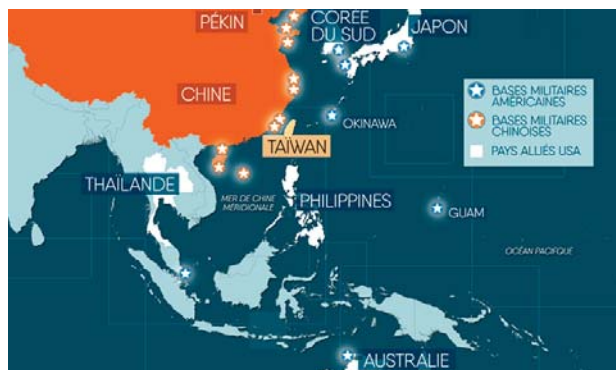 PÉKIN
CORÉE
DU SUD
JAPON
CHINE
BASES MILITAIRES
AMÉRICAINES
BASES MILITAIRES
CHINOISES
PAYS ALLIÉS USA
OKINAWA
TAÏWAN
THAÏLANDE
MER DE CHINE
MÉRIDIONALE
PHILIPPINES
GUAM
OCÉAN PACIFQUE
AUSTRALIE